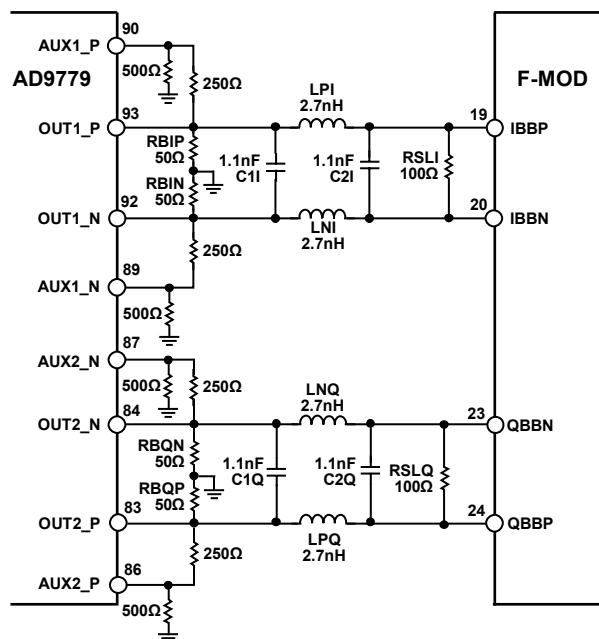 90
AUX1_P
500Ω
250Ω
AD9779
F-MOD
LPI
2.7nH
93
19
OUT1_P
IBBP
RBIP
50Ω
1.1nF
C1I
1.1nF
C2I
RSLI
100Ω
RBIN
50Ω
92
20
OUT1_N
IBBN
LNI
2.7nH
250Ω
89
AUX1_N
500Ω
87
AUX2_N
500Ω
250Ω
LNQ
2.7nH
84
23
OUT2_N
QBBN
RBQN
50Ω
1.1nF
C1Q
1.1nF
C2Q
RSLQ
100Ω
RBQP
50Ω
83
24
OUT2_P
QBBP
LPQ
2.7nH
250Ω
86
AUX2_P
500Ω